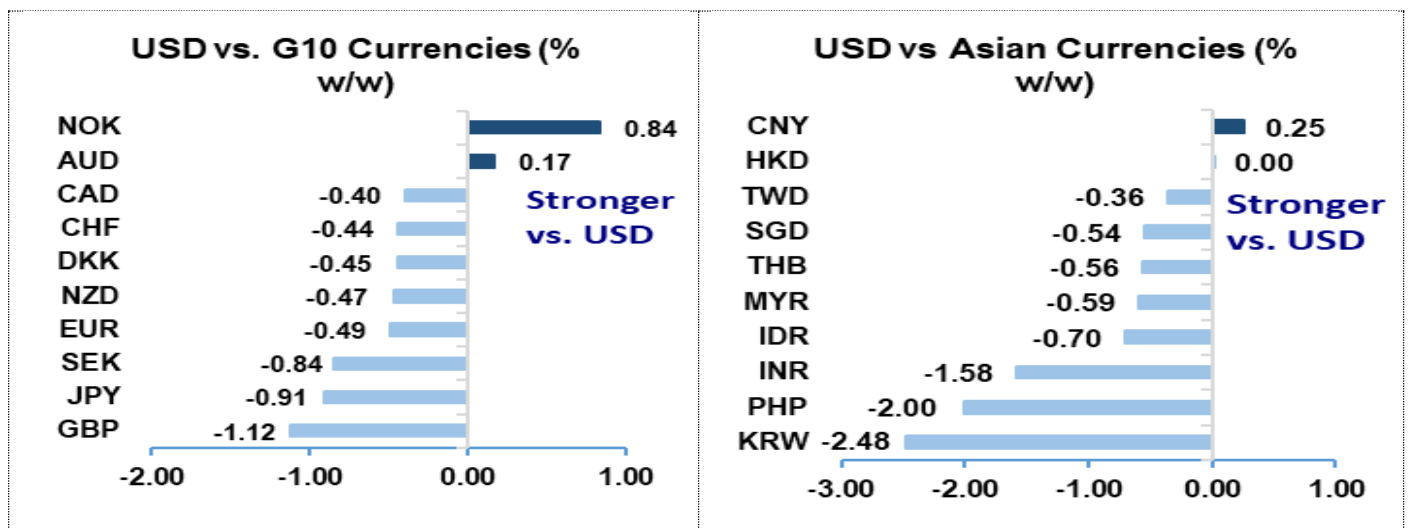 USD vs. G10 Currencies (%
w/w)
NOK 0.84
AUD 0.17
CAD -0.40
CHF -0.44
DKK -0.45
NZD -0.47
EUR -0.49
SEK -0.84
JPY -0.91
GBP -1.12
Stronger
vs. USD
-2.00 -1.00 0.00 1.00
USD vs Asian Currencies (%
w/w)
CNY 0.25
HKD 0.00
TWD -0.36
SGD -0.54
THB -0.56
MYR -0.59
IDR -0.70
INR -1.58
PHP -2.00
KRW -2.48
Stronger
vs. USD
-3.00 -2.00 -1.00 0.00 1.00